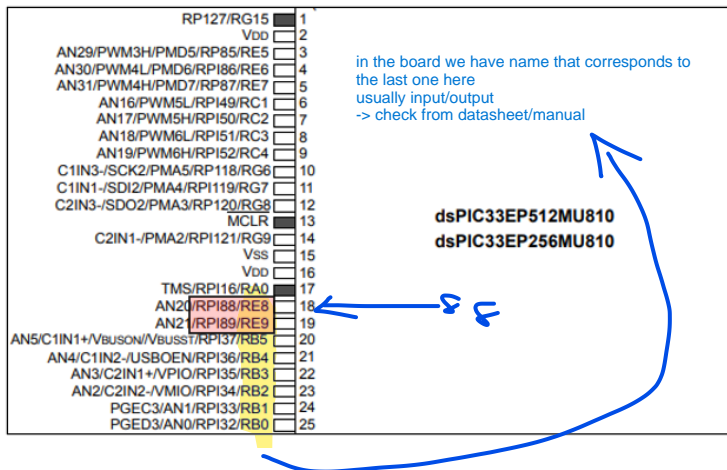 RP127/RG15 1
VDD 2
AN29/PWM3H/PMD5/RP85/RE5 3
AN30/PWM4L/PMD6/RPI86/RE6 4
AN31/PWM4H/PMD7/RP87/RE7 5
AN16/PWM5L/RPI49/RC1 6
AN17/PWM5H/RPI50/RC2 7
AN18/PWM6L/RPI51/RC3 8
AN19/PWM6H/RPI52/RC4 9
C1IN3-/SCK2/PMA5/RP118/RG6 10
C1IN1-/SDI2/PMA4/RPI119/RG7 11
C2IN3-/SDO2/PMA3/RP120/RG8 12
MCLR 13
C2IN1-/PMA2/RPI121/RG9 14
VSS 15
VDD 16
TMS/RPI16/RA0 17
AN20/RPI88/RE8 18
AN21/RPI89/RE9 19
AN5/C1IN1+/VBUSON//VBUSST/RPI37/RB5 20
AN4/C1IN2-/USBOEN/RPI36/RB4 21
AN3/C2IN1+/VPIO/RPI35/RB3 22
AN2/C2IN2-/VMIO/RPI34/RB2 23
PGEC3/AN1/RPI33/RB1 24
PGED3/AN0/RPI32/RB0 25
in the board we have name that corresponds to
the last one here
usually input/output
-> check from datasheet/manual
dsPIC33EP512MU810
dsPIC33EP256MU810